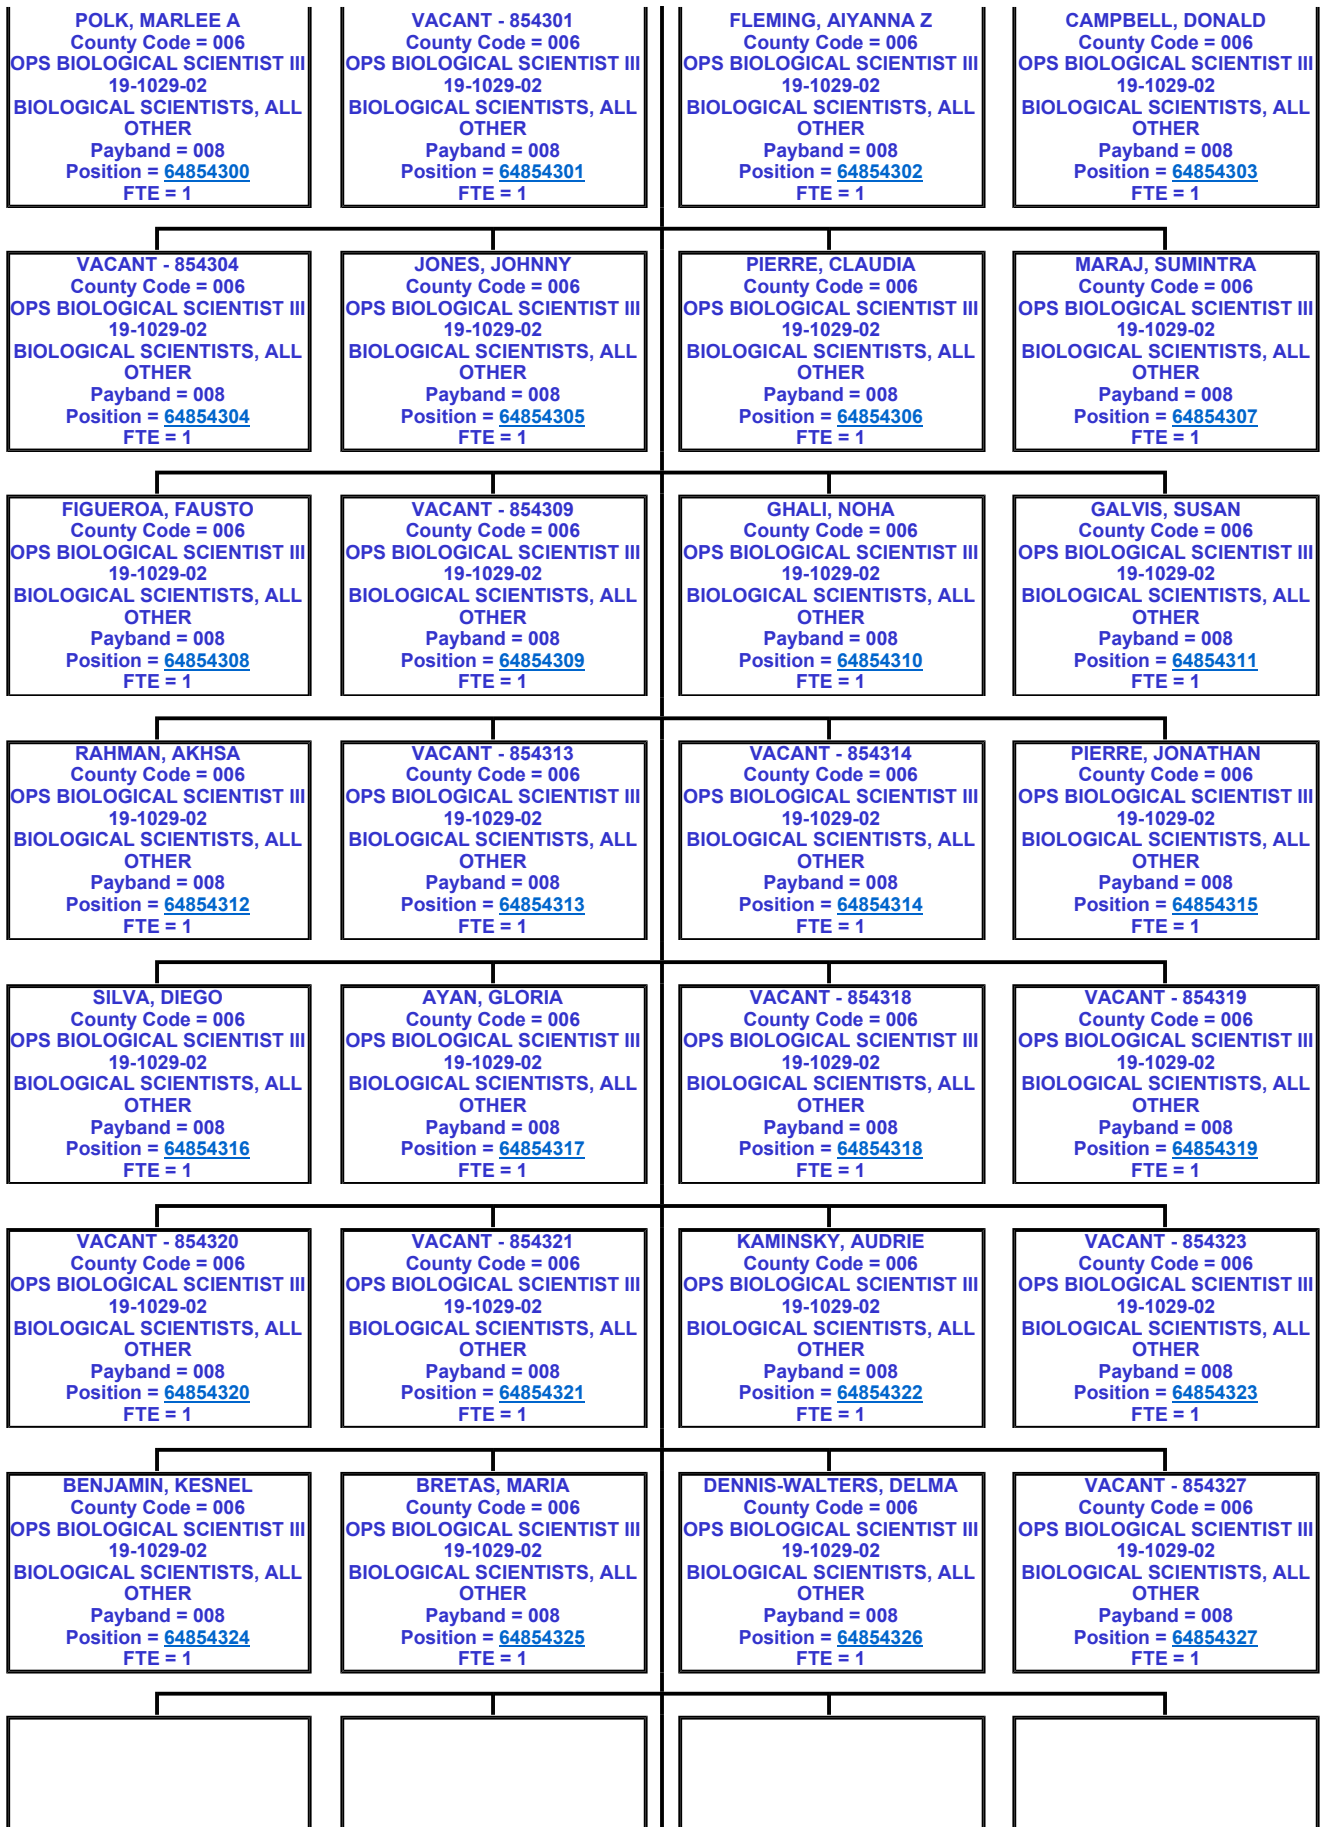 POLK, MARLEE A
County Code = 006
OPS BIOLOGICAL SCIENTIST III
19-1029-02
BIOLOGICAL SCIENTISTS, ALL
OTHER
Payband = 008
Position = 64854300
FTE = 1
VACANT - 854301
County Code = 006
OPS BIOLOGICAL SCIENTIST III
19-1029-02
BIOLOGICAL SCIENTISTS, ALL
OTHER
Payband = 008
Position = 64854301
FTE = 1
FLEMING, AIYANNA Z
County Code = 006
OPS BIOLOGICAL SCIENTIST III
19-1029-02
BIOLOGICAL SCIENTISTS, ALL
OTHER
Payband = 008
Position = 64854302
FTE = 1
CAMPBELL, DONALD
County Code = 006
OPS BIOLOGICAL SCIENTIST III
19-1029-02
BIOLOGICAL SCIENTISTS, ALL
OTHER
Payband = 008
Position = 64854303
FTE = 1
VACANT - 854304
County Code = 006
OPS BIOLOGICAL SCIENTIST III
19-1029-02
BIOLOGICAL SCIENTISTS, ALL
OTHER
Payband = 008
Position = 64854304
FTE = 1
JONES, JOHNNY
County Code = 006
OPS BIOLOGICAL SCIENTIST III
19-1029-02
BIOLOGICAL SCIENTISTS, ALL
OTHER
Payband = 008
Position = 64854305
FTE = 1
PIERRE, CLAUDIA
County Code = 006
OPS BIOLOGICAL SCIENTIST III
19-1029-02
BIOLOGICAL SCIENTISTS, ALL
OTHER
Payband = 008
Position = 64854306
FTE = 1
MARAJ, SUMINTRA
County Code = 006
OPS BIOLOGICAL SCIENTIST III
19-1029-02
BIOLOGICAL SCIENTISTS, ALL
OTHER
Payband = 008
Position = 64854307
FTE = 1
FIGUEROA, FAUSTO
County Code = 006
OPS BIOLOGICAL SCIENTIST III
19-1029-02
BIOLOGICAL SCIENTISTS, ALL
OTHER
Payband = 008
Position = 64854308
FTE = 1
VACANT - 854309
County Code = 006
OPS BIOLOGICAL SCIENTIST III
19-1029-02
BIOLOGICAL SCIENTISTS, ALL
OTHER
Payband = 008
Position = 64854309
FTE = 1
GHALI, NOHA
County Code = 006
OPS BIOLOGICAL SCIENTIST III
19-1029-02
BIOLOGICAL SCIENTISTS, ALL
OTHER
Payband = 008
Position = 64854310
FTE = 1
GALVIS, SUSAN
County Code = 006
OPS BIOLOGICAL SCIENTIST III
19-1029-02
BIOLOGICAL SCIENTISTS, ALL
OTHER
Payband = 008
Position = 64854311
FTE = 1
RAHMAN, AKHSA
County Code = 006
OPS BIOLOGICAL SCIENTIST III
19-1029-02
BIOLOGICAL SCIENTISTS, ALL
OTHER
Payband = 008
Position = 64854312
FTE = 1
VACANT - 854313
County Code = 006
OPS BIOLOGICAL SCIENTIST III
19-1029-02
BIOLOGICAL SCIENTISTS, ALL
OTHER
Payband = 008
Position = 64854313
FTE = 1
VACANT - 854314
County Code = 006
OPS BIOLOGICAL SCIENTIST III
19-1029-02
BIOLOGICAL SCIENTISTS, ALL
OTHER
Payband = 008
Position = 64854314
FTE = 1
PIERRE, JONATHAN
County Code = 006
OPS BIOLOGICAL SCIENTIST III
19-1029-02
BIOLOGICAL SCIENTISTS, ALL
OTHER
Payband = 008
Position = 64854315
FTE = 1
SILVA, DIEGO
County Code = 006
OPS BIOLOGICAL SCIENTIST III
19-1029-02
BIOLOGICAL SCIENTISTS, ALL
OTHER
Payband = 008
Position = 64854316
FTE = 1
AYAN, GLORIA
County Code = 006
OPS BIOLOGICAL SCIENTIST III
19-1029-02
BIOLOGICAL SCIENTISTS, ALL
OTHER
Payband = 008
Position = 64854317
FTE = 1
VACANT - 854318
County Code = 006
OPS BIOLOGICAL SCIENTIST III
19-1029-02
BIOLOGICAL SCIENTISTS, ALL
OTHER
Payband = 008
Position = 64854318
FTE = 1
VACANT - 854319
County Code = 006
OPS BIOLOGICAL SCIENTIST III
19-1029-02
BIOLOGICAL SCIENTISTS, ALL
OTHER
Payband = 008
Position = 64854319
FTE = 1
VACANT - 854320
County Code = 006
OPS BIOLOGICAL SCIENTIST III
19-1029-02
BIOLOGICAL SCIENTISTS, ALL
OTHER
Payband = 008
Position = 64854320
FTE = 1
VACANT - 854321
County Code = 006
OPS BIOLOGICAL SCIENTIST III
19-1029-02
BIOLOGICAL SCIENTISTS, ALL
OTHER
Payband = 008
Position = 64854321
FTE = 1
KAMINSKY, AUDRIE
County Code = 006
OPS BIOLOGICAL SCIENTIST III
19-1029-02
BIOLOGICAL SCIENTISTS, ALL
OTHER
Payband = 008
Position = 64854322
FTE = 1
VACANT - 854323
County Code = 006
OPS BIOLOGICAL SCIENTIST III
19-1029-02
BIOLOGICAL SCIENTISTS, ALL
OTHER
Payband = 008
Position = 64854323
FTE = 1
BENJAMIN, KESNEL
County Code = 006
OPS BIOLOGICAL SCIENTIST III
19-1029-02
BIOLOGICAL SCIENTISTS, ALL
OTHER
Payband = 008
Position = 64854324
FTE = 1
BRETAS, MARIA
County Code = 006
OPS BIOLOGICAL SCIENTIST III
19-1029-02
BIOLOGICAL SCIENTISTS, ALL
OTHER
Payband = 008
Position = 64854325
FTE = 1
DENNIS-WALTERS, DELMA
County Code = 006
OPS BIOLOGICAL SCIENTIST III
19-1029-02
BIOLOGICAL SCIENTISTS, ALL
OTHER
Payband = 008
Position = 64854326
FTE = 1
VACANT - 854327
County Code = 006
OPS BIOLOGICAL SCIENTIST III
19-1029-02
BIOLOGICAL SCIENTISTS, ALL
OTHER
Payband = 008
Position = 64854327
FTE = 1